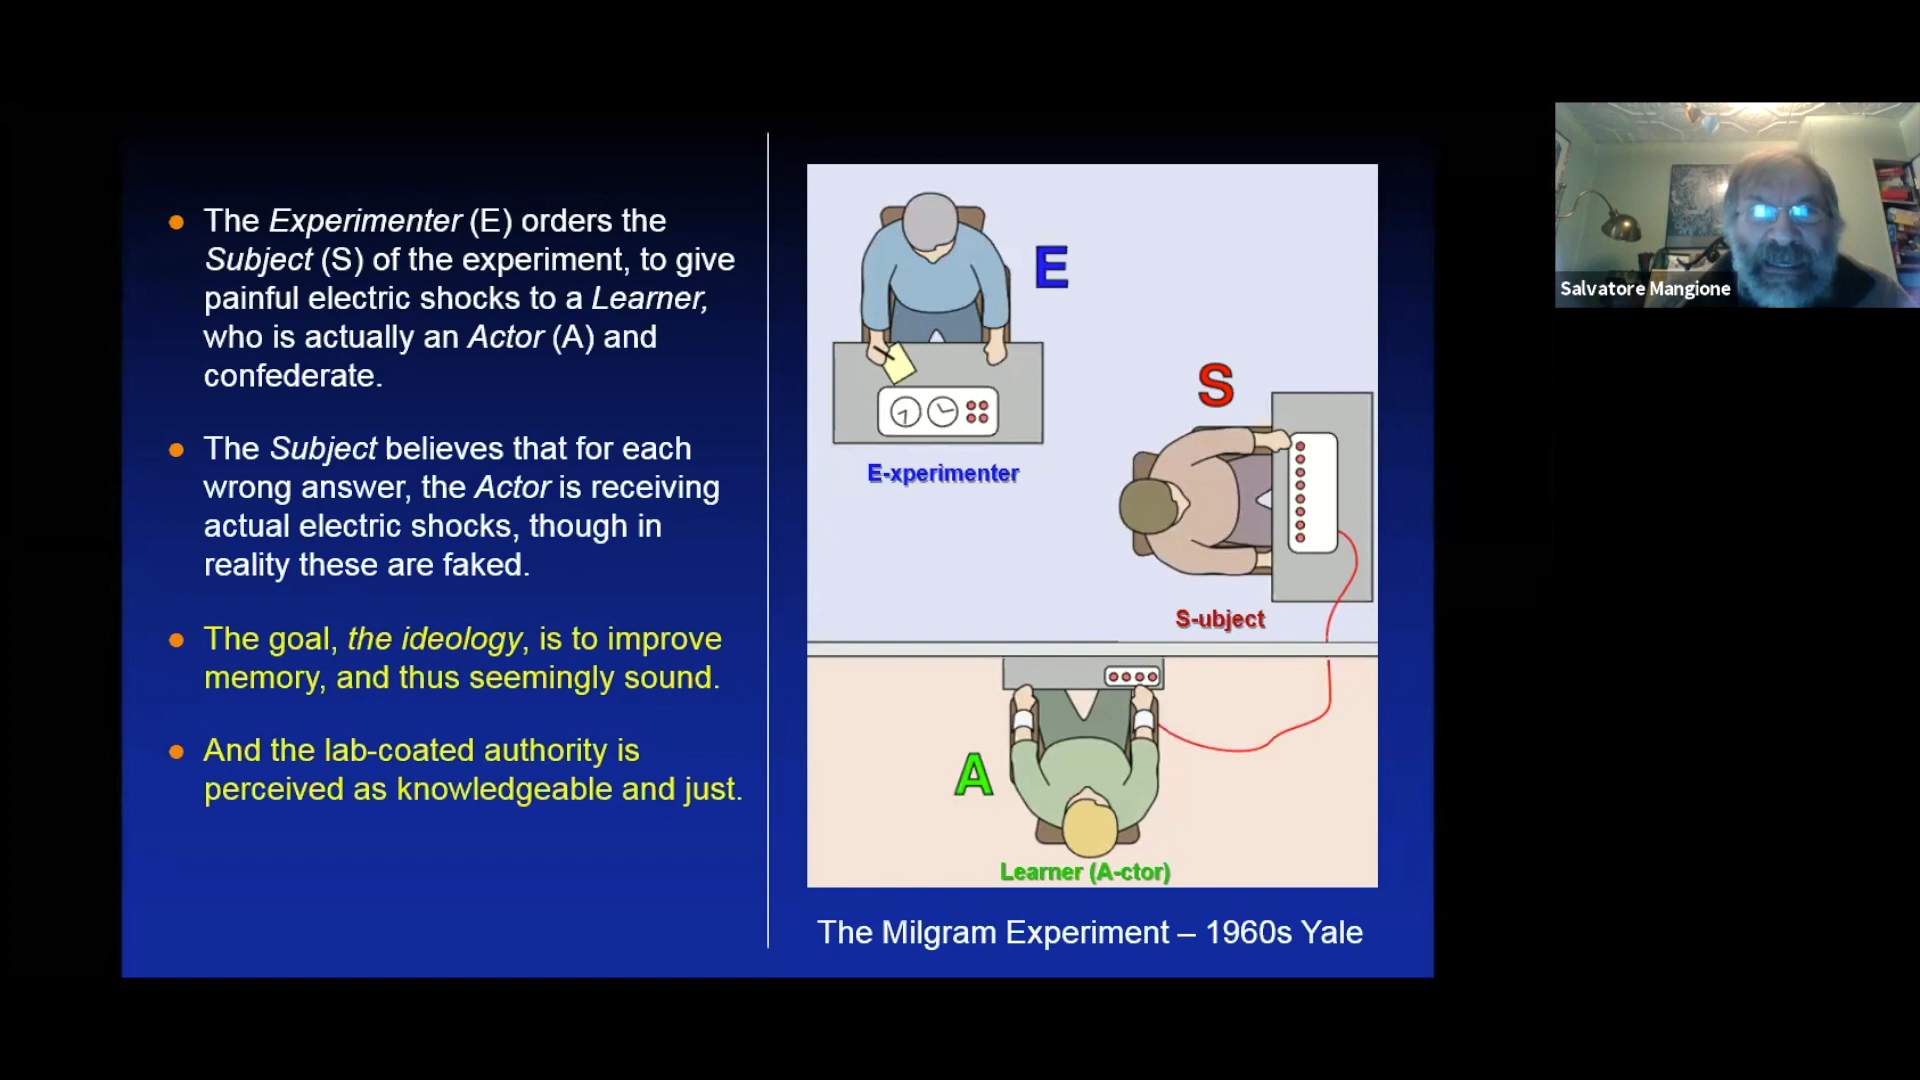 The Experimenter (E) orders the
Subject (S) of the experiment, to give
painful electric shocks to a Learner,
who is actually an Actor (A) and
confederate.
The Subject believes that for each
wrong answer, the Actor is receiving
actual electric shocks, though in
reality these are faked.
The goal, the ideology, is to improve
memory, and thus seemingly sound.
And the lab-coated authority is
perceived as knowledgeable and just.
E
E-xperimenter
S
S-ubject
A
Learner (A-ctor)
The Milgram Experiment – 1960s Yale
Salvatore Mangione